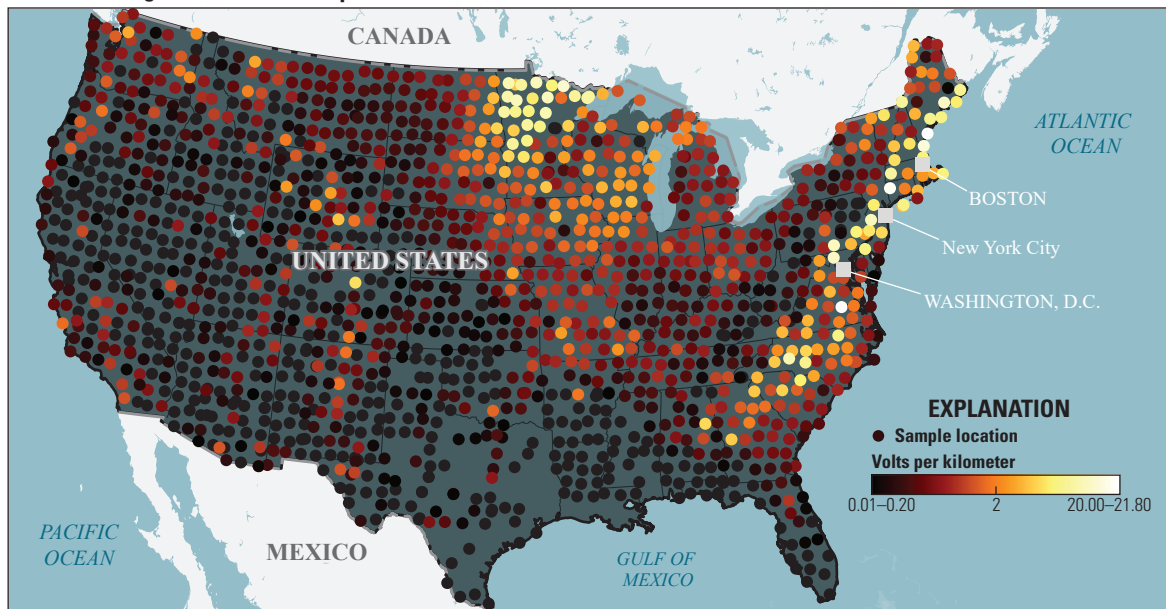 CANADA
ATLANTIC
OCEAN
BOSTON
New York City
UNITED STATES
WASHINGTON, D.C.
EXPLANATION
Sample location
Volts per kilometer
0.01–0.20 2 20.00–21.80
PACIFIC
OCEAN
MEXICO
GULF OF
MEXICO